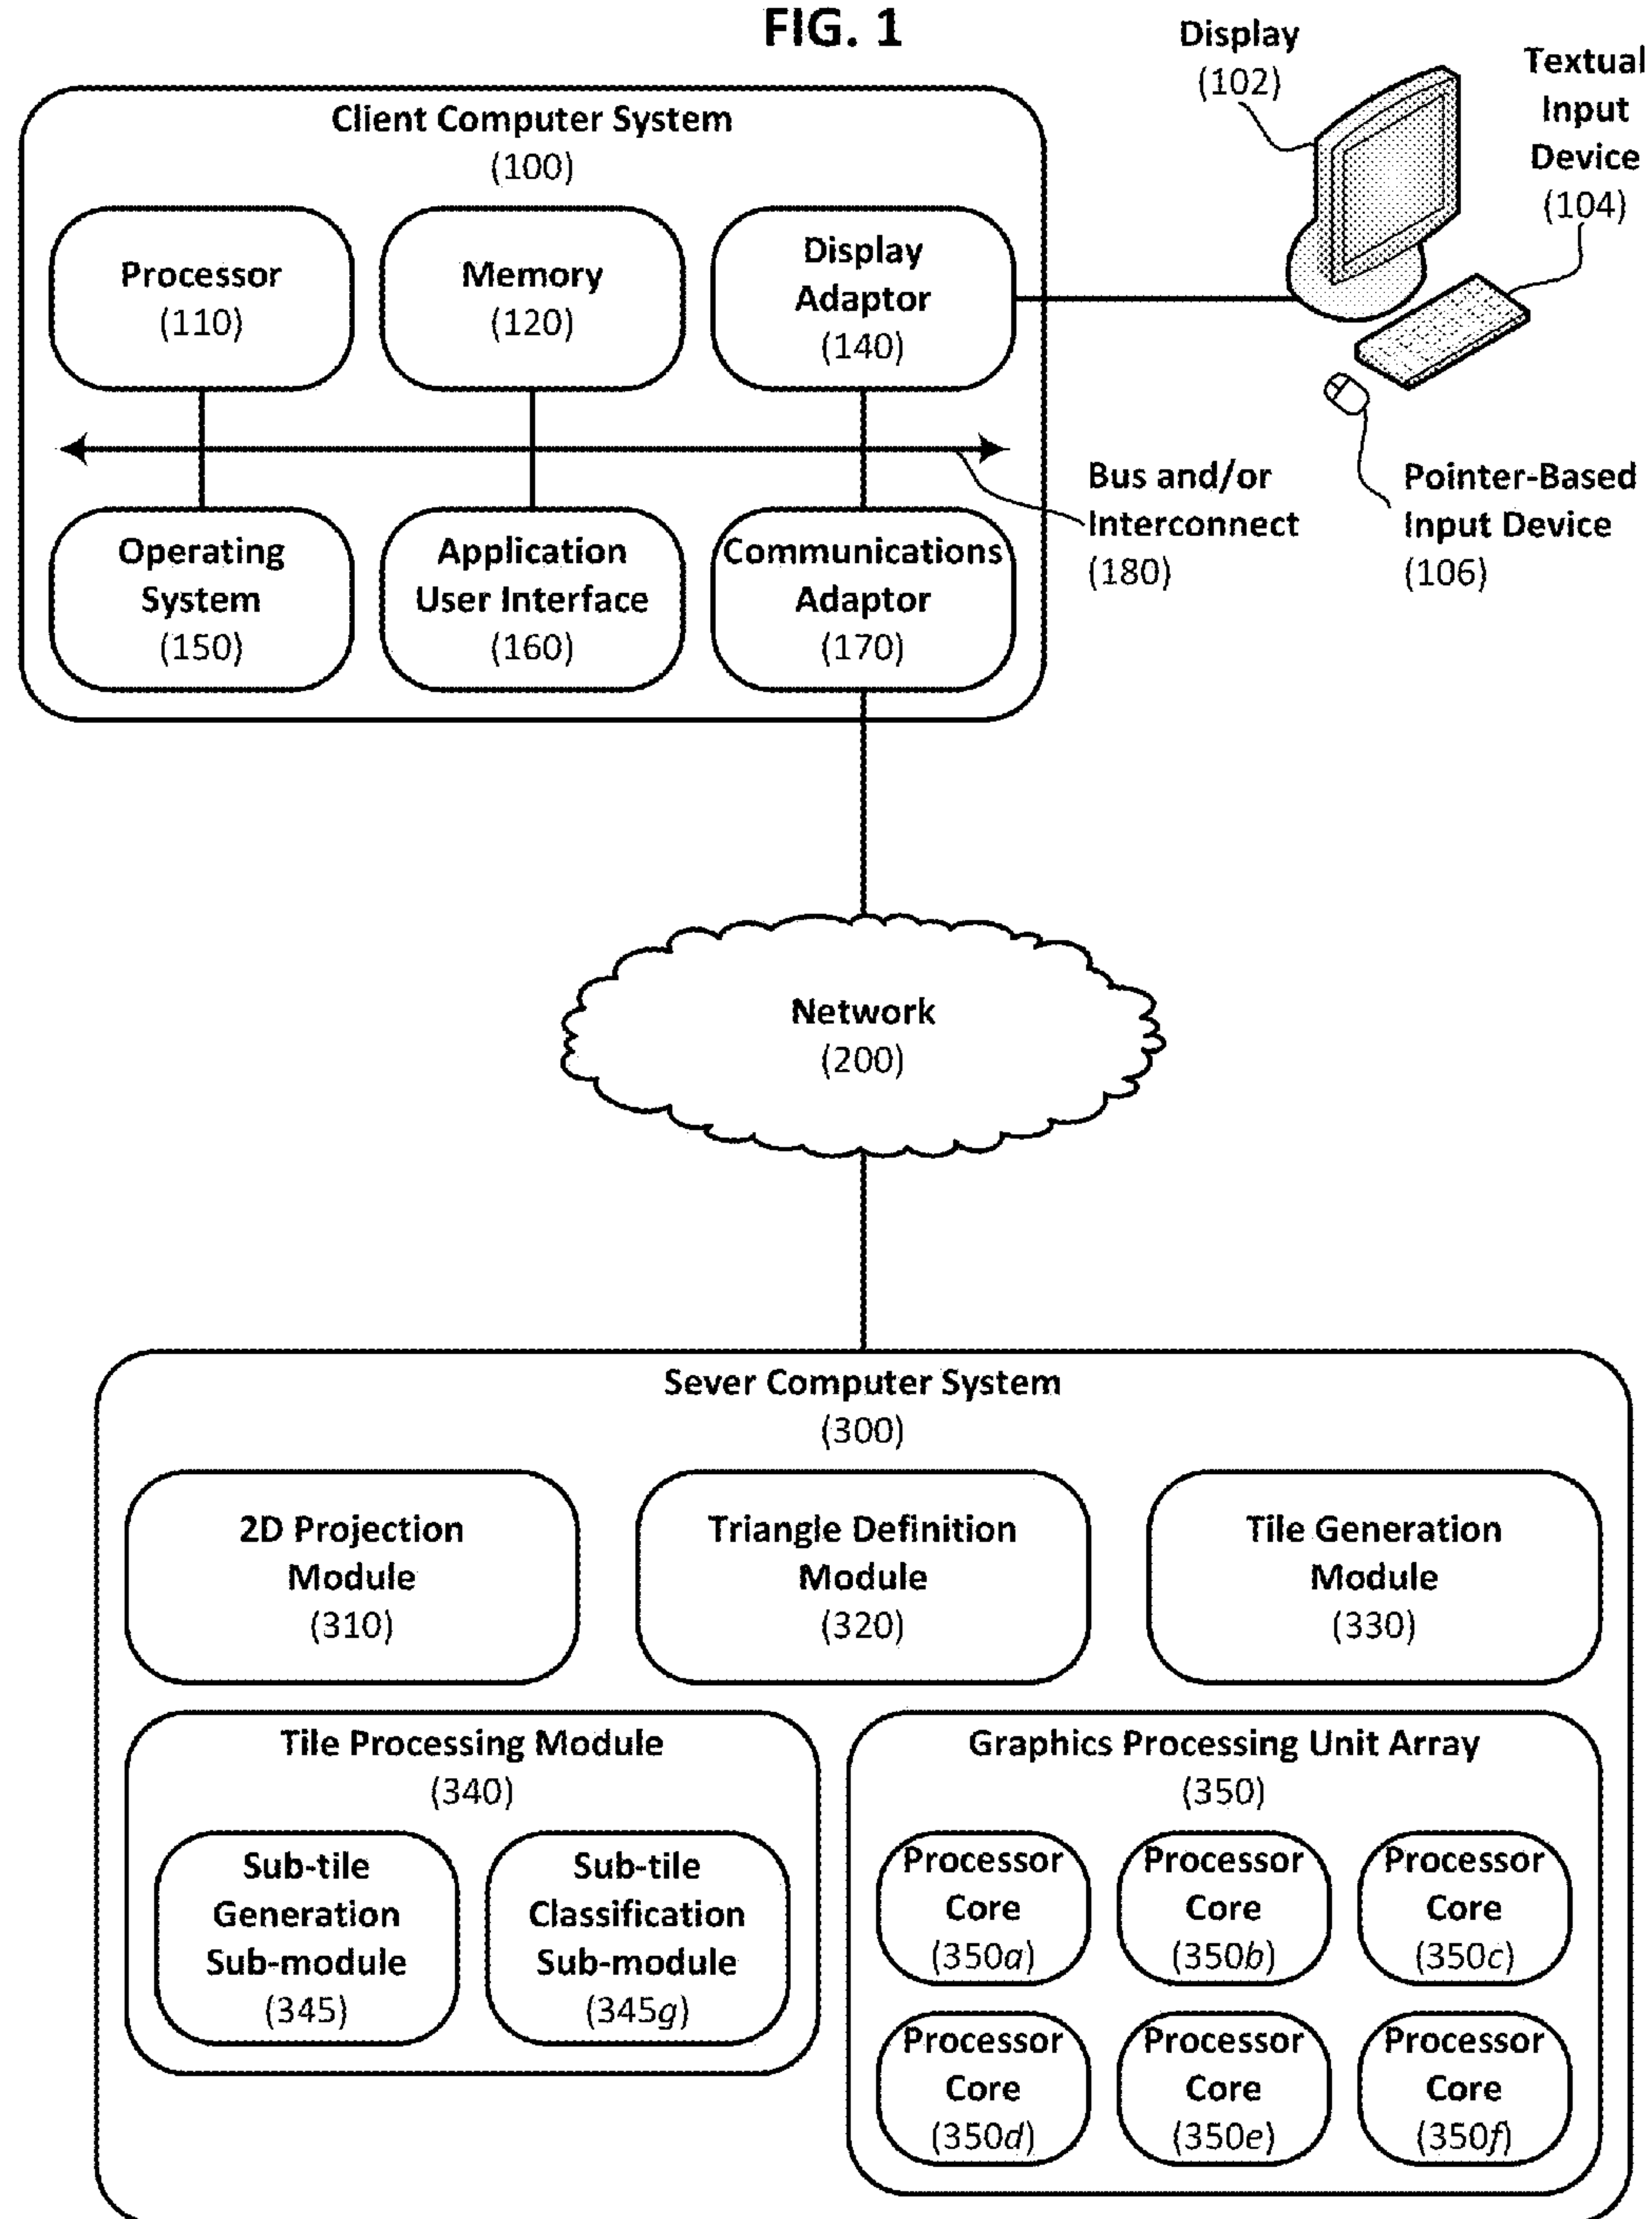 FIG. 1
Display
(102)
Textual
Input
Device
(104)
Client Computer System
(100)
Processor
(110)
Memory
(120)
Display
Adaptor
(140)
Bus and/or
Interconnect
(180)
Pointer-Based
Input Device
(106)
Operating
System
(150)
Application
User Interface
(160)
Communications
Adaptor
(170)
Network
(200)
Sever Computer System
(300)
2D Projection
Module
(310)
Triangle Definition
Module
(320)
Tile Generation
Module
(330)
Tile Processing Module
(340)
Sub-tile
Generation
Sub-module
(345)
Sub-tile
Classification
Sub-module
(345g)
Graphics Processing Unit Array
(350)
Processor
Core
(350a)
Processor
Core
(350b)
Processor
Core
(350c)
Processor
Core
(350d)
Processor
Core
(350e)
Processor
Core
(350f)